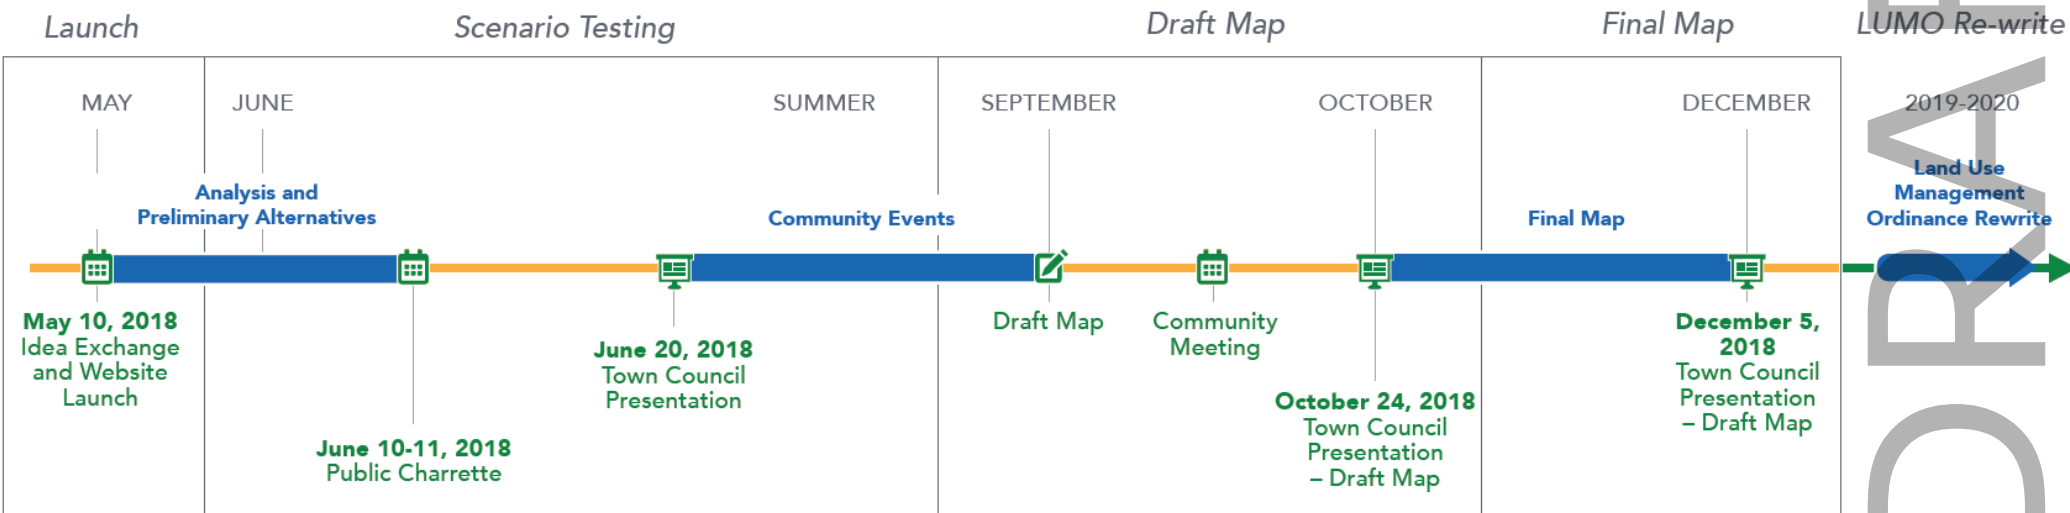 Launch
Scenario Testing
Draft Map
Final Map
LUMO Re-write
MAY
JUNE
SUMMER
SEPTEMBER
OCTOBER
DECEMBER
2019-2020
Analysis and
Preliminary Alternatives
Community Events
Final Map
Land Use
Management
Ordinance Rewrite
May 10, 2018
Idea Exchange
and Website
Launch
June 10-11, 2018
Public Charrette
June 20, 2018
Town Council
Presentation
Draft Map
Community
Meeting
October 24, 2018
Town Council
Presentation
– Draft Map
December 5,
2018
Town Council
Presentation
– Draft Map